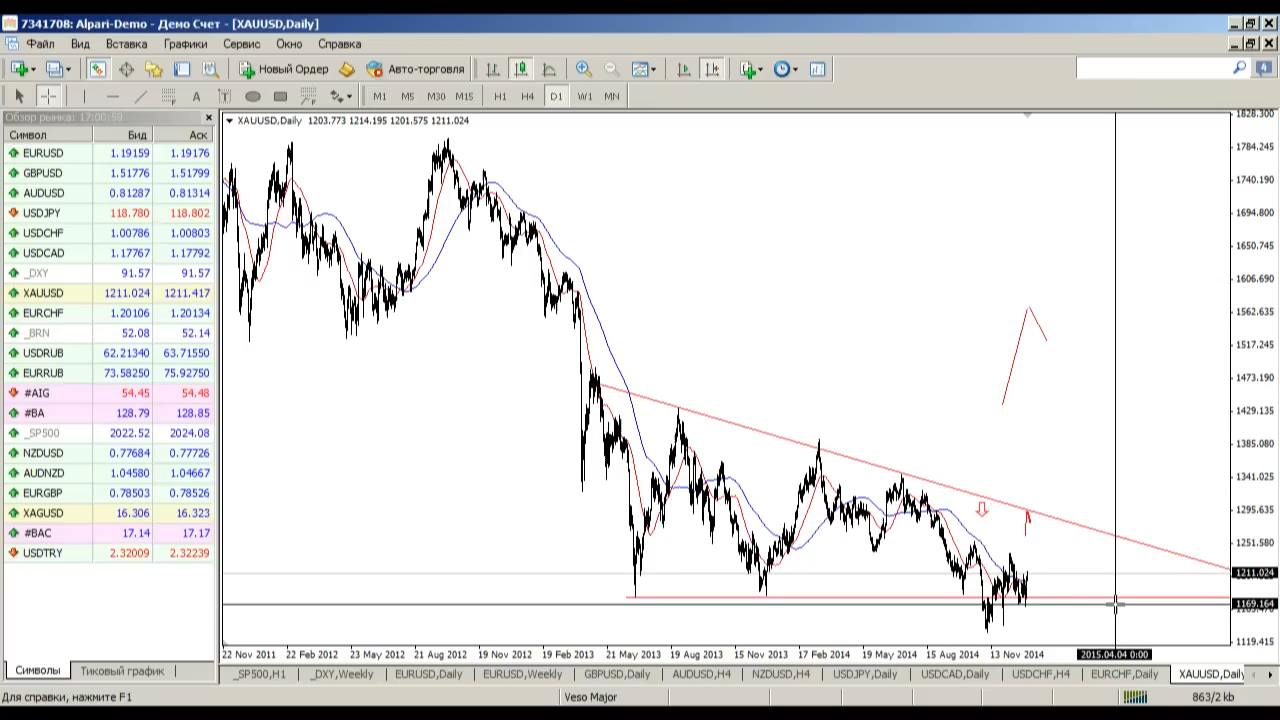 7341708: Alpari-Demo - Демо Счет - [XAUUSD,Daily]
Файл Вид Вставка Графики Сервис Окно Справка
Новый Ордер Авто-торговля
A T M1 M5 M30 M15 H1 H4 D1 W1 MN
Обзор рынка: 17:00:59
Символ Бид Аск
EURUSD 1.19159 1.19176
GBPUSD 1.51776 1.51799
AUDUSD 0.81287 0.81314
USDJPY 118.780 118.802
USDCHF 1.00786 1.00803
USDCAD 1.17767 1.17792
_DXY 91.57 91.57
XAUUSD 1211.024 1211.417
EURCHF 1.20106 1.20134
_BRN 52.08 52.14
USDRUB 62.21340 63.71550
EURRUB 73.58250 75.92750
#AIG 54.45 54.48
#BA 128.79 128.85
_SP500 2022.52 2024.08
NZDUSD 0.77684 0.77726
AUDNZD 1.04580 1.04667
EURGBP 0.78503 0.78526
XAGUSD 16.306 16.323
#BAC 17.14 17.17
USDTRY 2.32009 2.32239
Символы Тиковый график
XAUUSD,Daily 1203.773 1214.195 1201.575 1211.024
1828.300
1784.245
1740.190
1694.800
1650.745
1606.690
1562.635
1517.245
1473.190
1429.135
1385.080
1341.025
1295.635
1251.580
1211.024
1169.164
1119.415
22 Nov 2011 22 Feb 2012 23 May 2012 21 Aug 2012 19 Nov 2012 19 Feb 2013 21 May 2013 19 Aug 2013 15 Nov 2013 17 Feb 2014 19 May 2014 15 Aug 2014 13 Nov 2014 2015.04.04 0:00
_SP500,H1 _DXY,Weekly EURUSD,Daily EURUSD,Weekly GBPUSD,Daily AUDUSD,H4 NZDUSD,H4 USDJPY,Daily USDCAD,Daily USDCHF,H4 EURCHF,Daily XAUUSD,Daily
Для справки, нажмите F1 Veso Major 863/2 kb